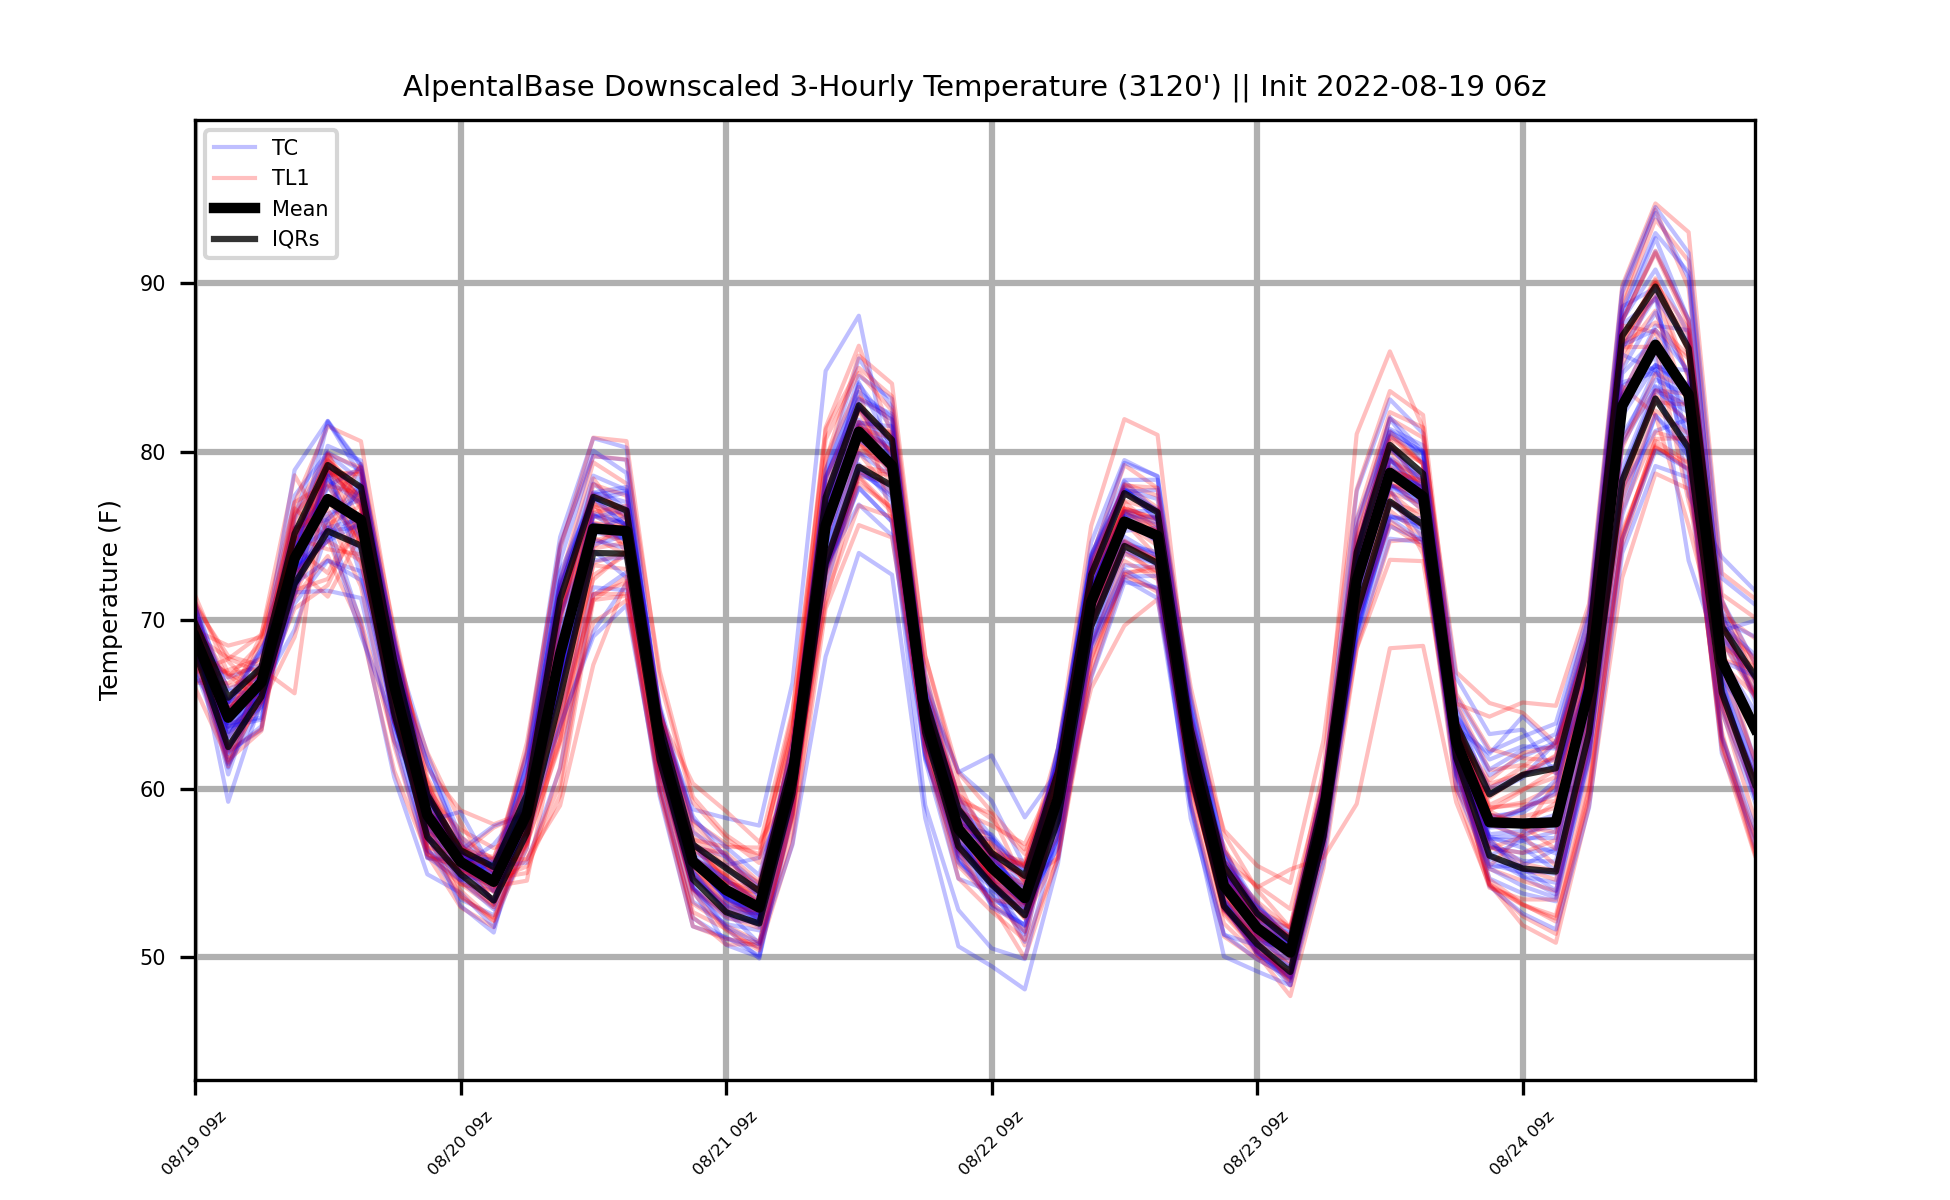 AlpentalBase Downscaled 3-Hourly Temperature (3120') || Init 2022-08-19 06z
TC
TL1
Mean
IQRs
Temperature (F)
90
80
70
60
50
08/19 09z
08/20 09z
08/21 09z
08/22 09z
08/23 09z
08/24 09z